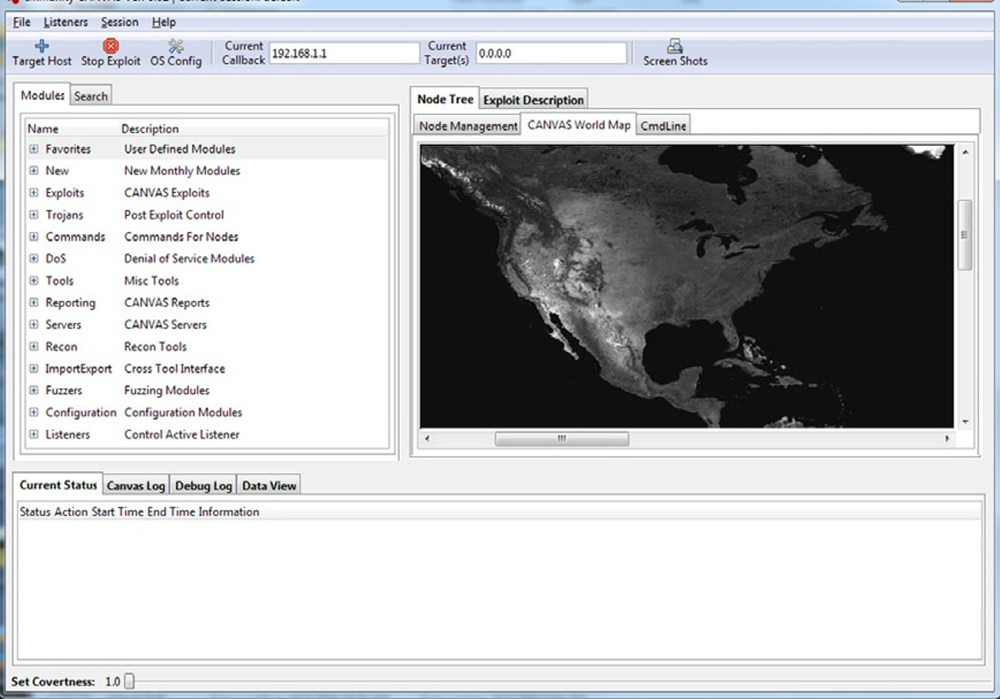 File Listeners Session Help
Target Host Stop Exploit OS Config Current Callback 192.168.1.1 Current Target(s) 0.0.0.0 Screen Shots
Modules Search
Name Description
Favorites User Defined Modules
New New Monthly Modules
Exploits CANVAS Exploits
Trojans Post Exploit Control
Commands Commands For Nodes
DoS Denial of Service Modules
Tools Misc Tools
Reporting CANVAS Reports
Servers CANVAS Servers
Recon Recon Tools
ImportExport Cross Tool Interface
Fuzzers Fuzzing Modules
Configuration Configuration Modules
Listeners Control Active Listener
Node Tree Exploit Description
Node Management CANVAS World Map CmdLine
Current Status Canvas Log Debug Log Data View
Status Action Start Time End Time Information
Set Covertness: 1.0